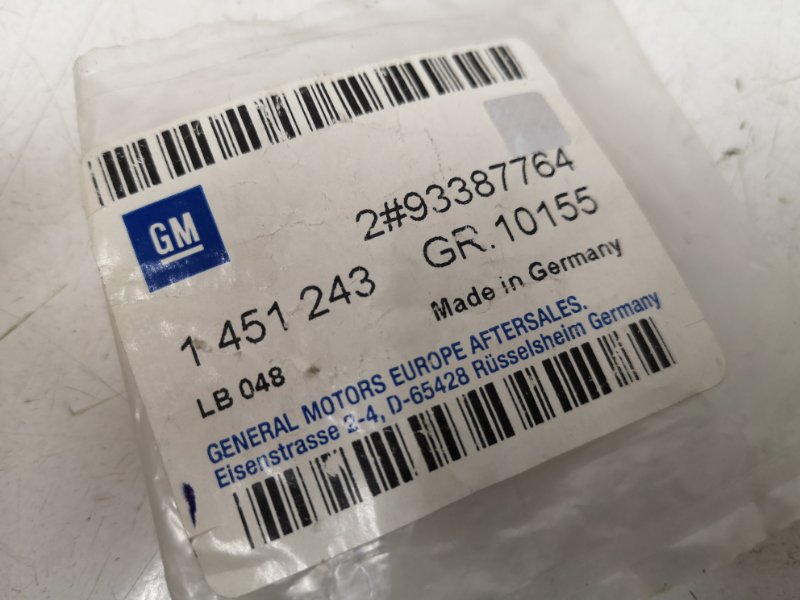 2#93387764
GM
1 451 243 GR.10155
LB 048 Made in Germany
GENERAL MOTORS EUROPE AFTERSALES.
Eisenstrasse 2-4, D-65428 Rüsselsheim Germany